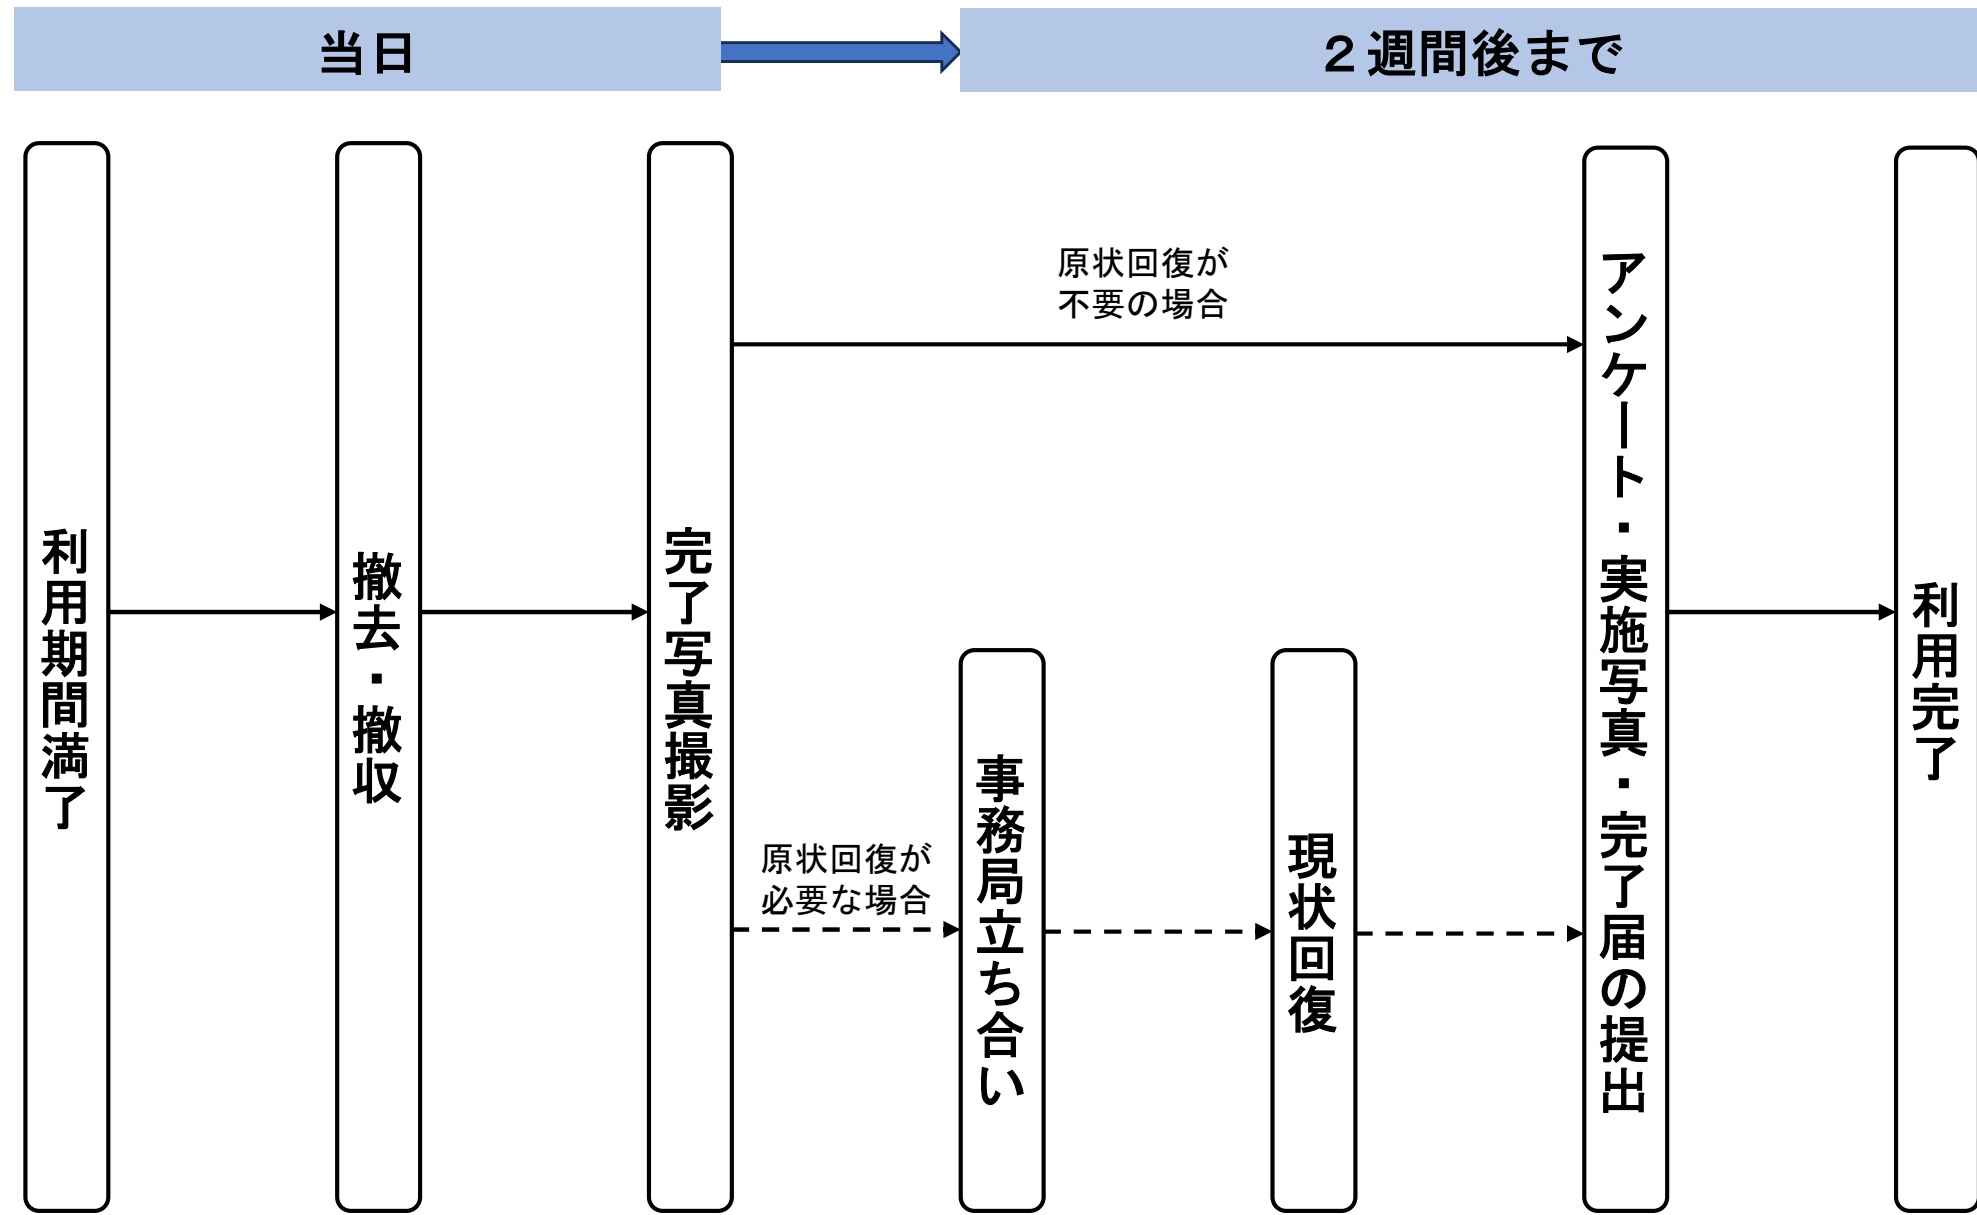 当日
２週間後まで
利用期間満了
撤去・撤収
完了写真撮影
原状回復が
不要の場合
原状回復が
必要な場合
事務局立ち合い
現状回復
アンケート・実施写真・完了届の提出
利用完了